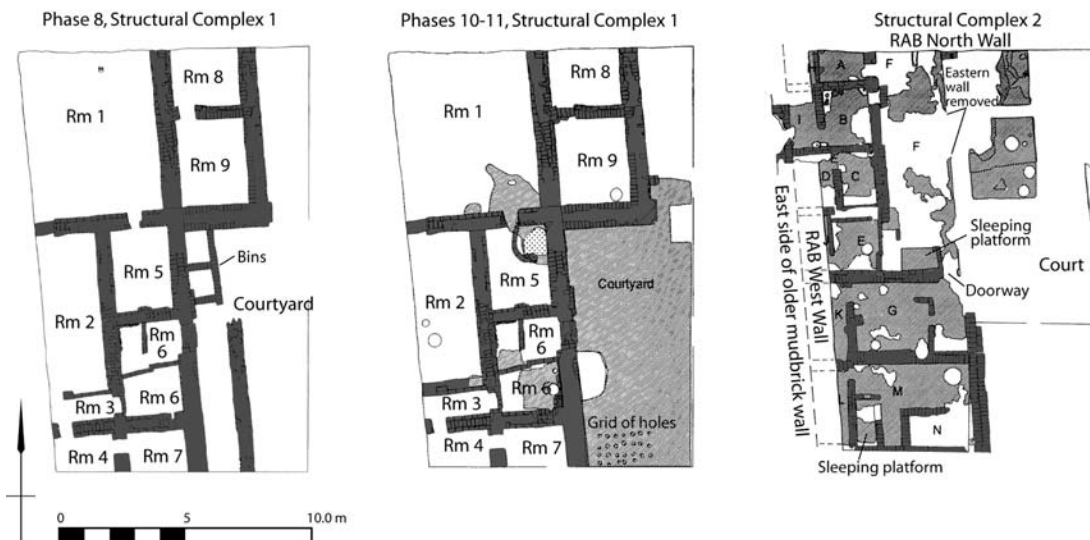 Phase 8, Structural Complex 1
Rm 1
Rm 8
Rm 9
Rm 5
Bins
Courtyard
Rm 2
Rm
6
Rm 6
Rm 3
Rm 4
Rm 7
0
5
10.0 m
Phases 10-11, Structural Complex 1
Rm 1
Rm 8
Rm 9
Rm 5
Courtyard
Rm 2
Rm
6
Rm 6
Rm 3
Rm 4
Rm 7
Grid of holes
Structural Complex 2
RAB North Wall
A
F
Eastern
wall
removed
I
B
F
D
C
E
Sleeping
platform
Court
Doorway
K
G
L
M
N
Sleeping platform
RAB West Wall
East side of older mudbrick wall